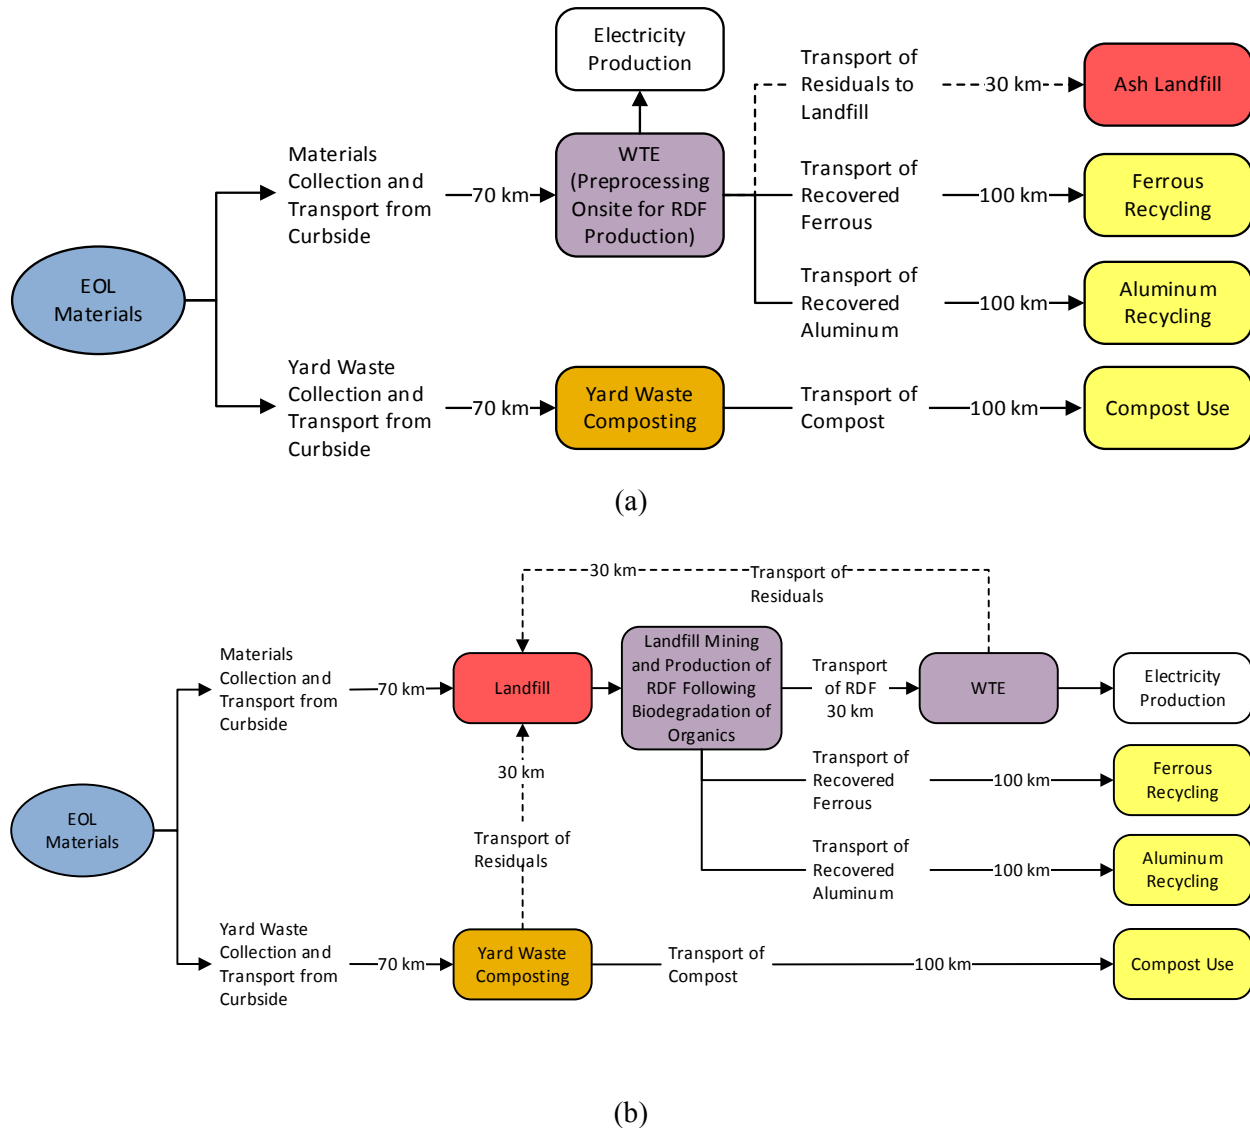 Electricity
Production
Transport of
Residuals to
Landfill
30 km
Ash Landfill
Materials
Collection and
Transport from
Curbside
70 km
WTE
(Preprocessing
Onsite for RDF
Production)
Transport of
Recovered
Ferrous
100 km
Ferrous
Recycling
EOL
Materials
Transport of
Recovered
Aluminum
100 km
Aluminum
Recycling
Yard Waste
Collection and
Transport from
Curbside
70 km
Yard Waste
Composting
Transport of
Compost
100 km
Compost Use
(a)
30 km
Transport of
Residuals
Materials
Collection and
Transport from
Curbside
70 km
Landfill
Landfill Mining
and Production of
RDF Following
Biodegradation of
Organics
Transport
of RDF
30 km
WTE
Electricity
Production
30 km
Transport of
Recovered
Ferrous
100 km
Ferrous
Recycling
EOL
Materials
Transport of
Residuals
Transport of
Recovered
Aluminum
100 km
Aluminum
Recycling
Yard Waste
Collection and
Transport from
Curbside
70 km
Yard Waste
Composting
Transport of
Compost
100 km
Compost Use
(b)